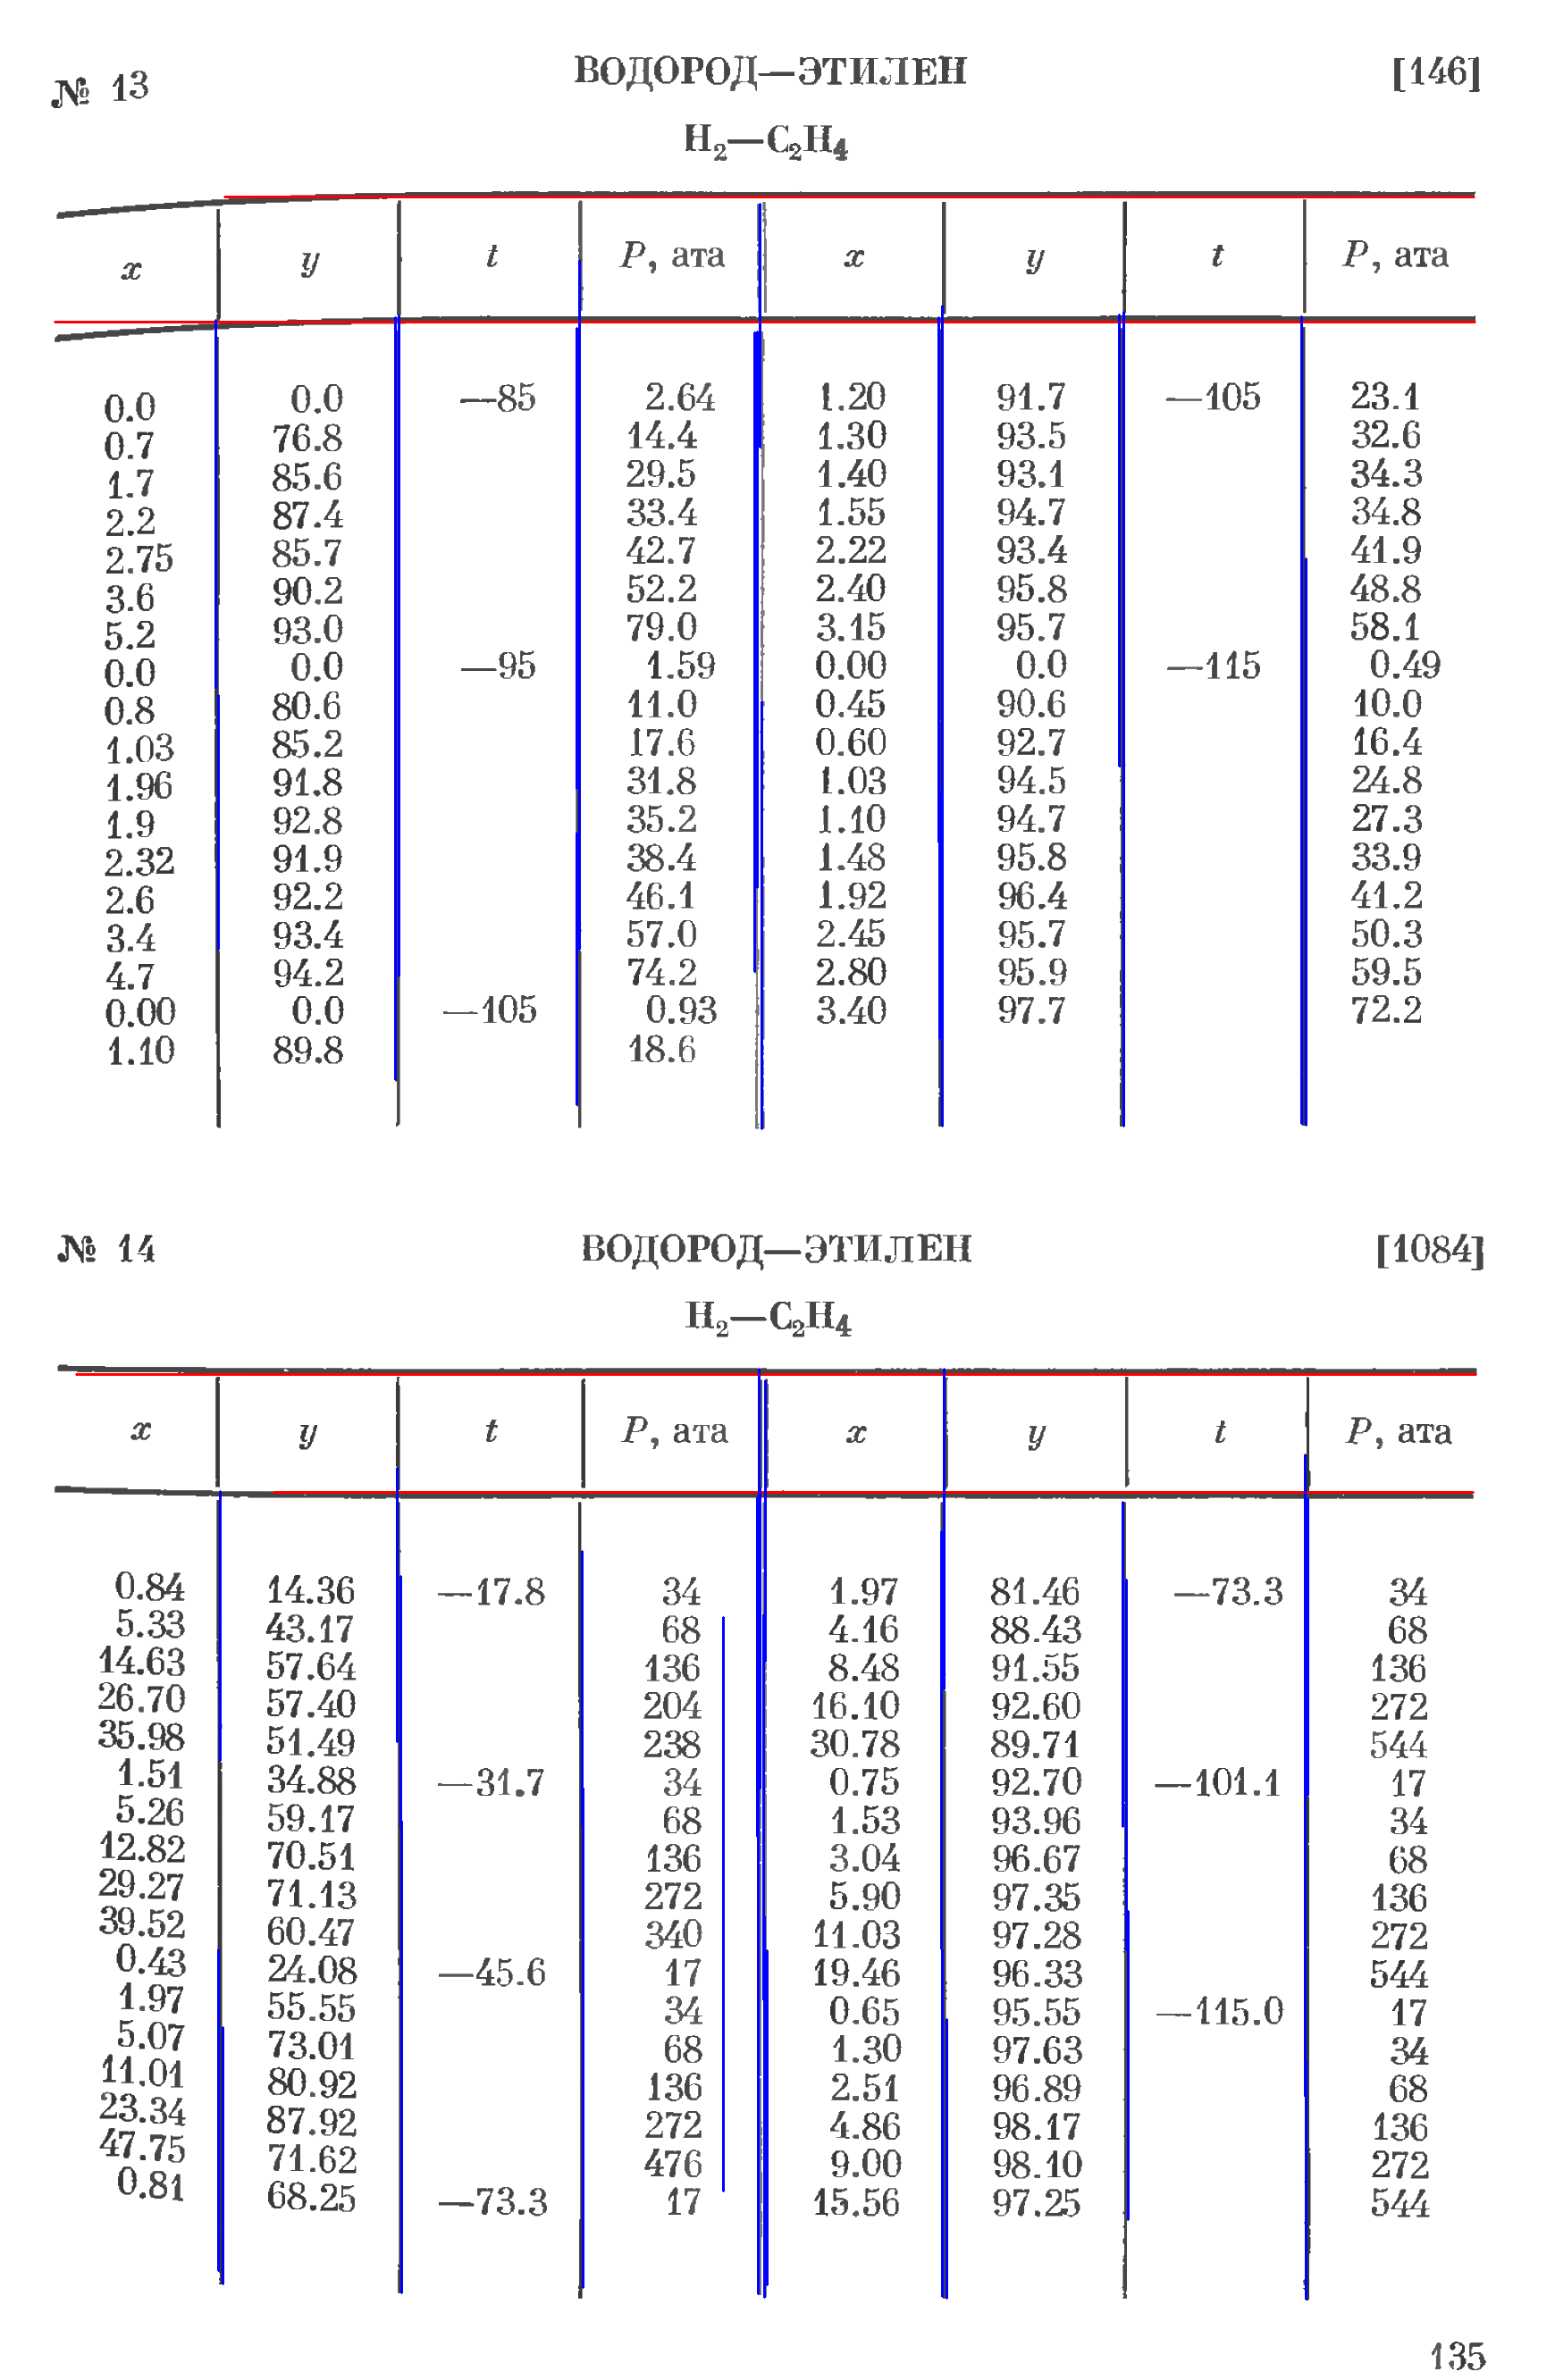 № 13 ВОДОРОД—ЭТИЛЕН [146]
H₂—C₂H₄
x y t P, ата x y t P, ата
0.0 0.0 —85 2.64 1.20 91.7 —105 23.1
0.7 76.8 14.4 1.30 93.5 32.6
1.7 85.6 29.5 1.40 93.1 34.3
2.2 87.4 33.4 1.55 94.7 34.8
2.75 85.7 42.7 2.22 93.4 41.9
3.6 90.2 52.2 2.40 95.8 48.8
5.2 93.0 79.0 3.15 95.7 58.1
0.0 0.0 —95 1.59 0.00 0.0 —115 0.49
0.8 80.6 11.0 0.45 90.6 10.0
1.03 85.2 17.6 0.60 92.7 16.4
1.96 91.8 31.8 1.03 94.5 24.8
1.9 92.8 35.2 1.10 94.7 27.3
2.32 91.9 38.4 1.48 95.8 33.9
2.6 92.2 46.1 1.92 96.4 41.2
3.4 93.4 57.0 2.45 95.7 50.3
4.7 94.2 74.2 2.80 95.9 59.5
0.00 0.0 —105 0.93 3.40 97.7 72.2
1.10 89.8 18.6
№ 14 ВОДОРОД—ЭТИЛЕН [1084]
H₂—C₂H₄
x y t P, ата x y t P, ата
0.84 14.36 —17.8 34 1.97 81.46 —73.3 34
5.33 43.17 68 4.16 88.43 68
14.63 57.64 136 8.48 91.55 136
26.70 57.40 204 16.10 92.60 272
35.98 51.49 238 30.78 89.71 544
1.51 34.88 —31.7 34 0.75 92.70 —101.1 17
5.26 59.17 68 1.53 93.96 34
12.82 70.51 136 3.04 96.67 68
29.27 71.13 272 5.90 97.35 136
39.52 60.47 340 11.03 97.28 272
0.43 24.08 —45.6 17 19.46 96.33 544
1.97 55.55 34 0.65 95.55 —115.0 17
5.07 73.01 68 1.30 97.63 34
11.01 80.92 136 2.51 96.89 68
23.34 87.92 272 4.86 98.17 136
47.75 71.62 476 9.00 98.10 272
0.81 68.25 —73.3 17 15.56 97.25 544
135